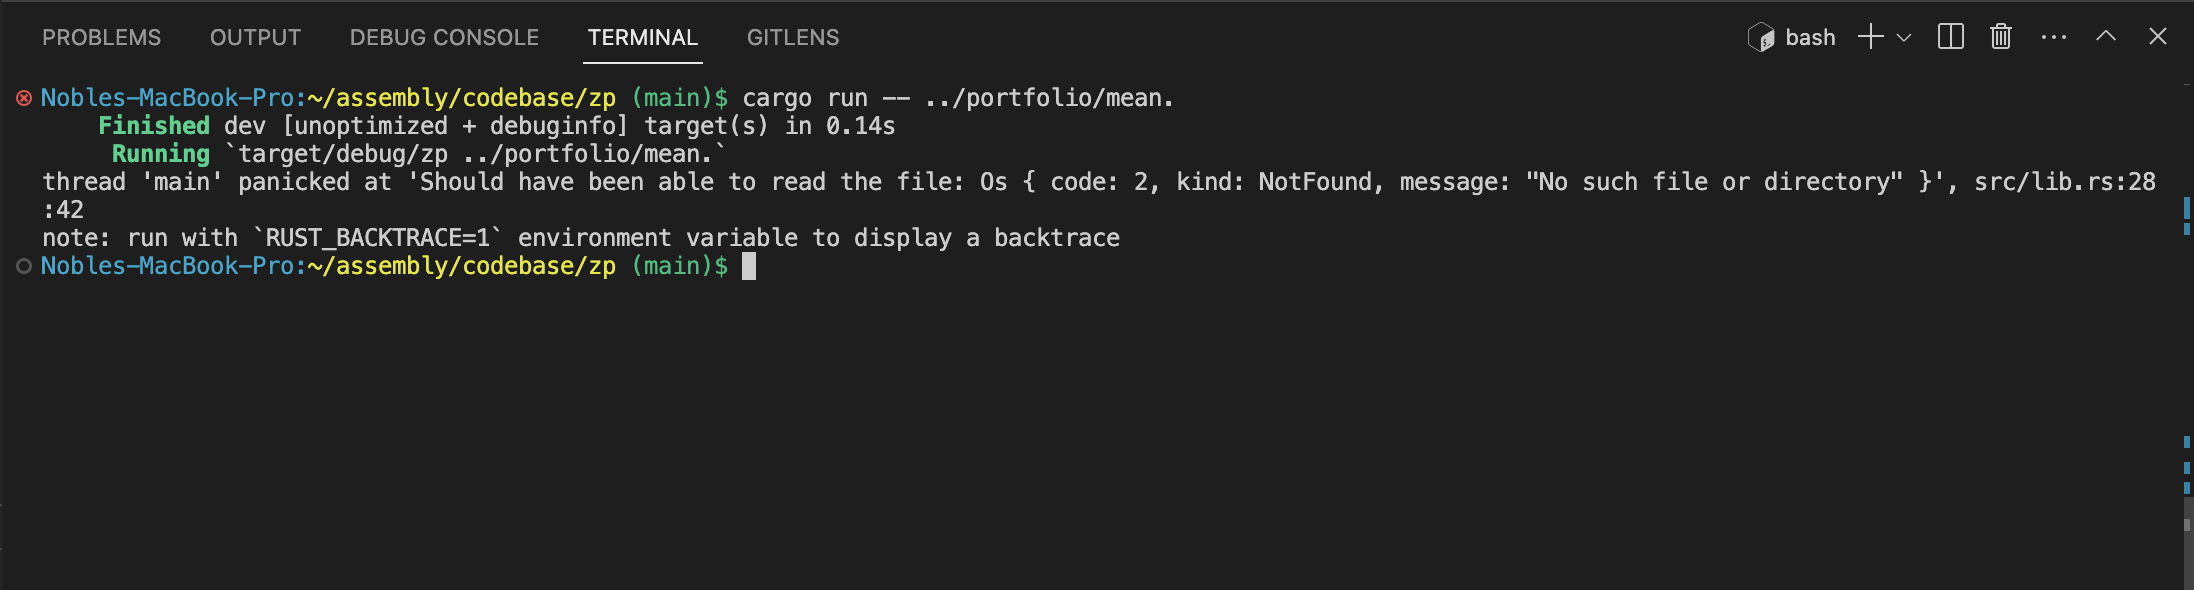 PROBLEMS OUTPUT DEBUG CONSOLE TERMINAL GITLENS bash
Nobles-MacBook-Pro:~/assembly/codebase/zp (main)$ cargo run -- ../portfolio/mean.
Finished dev [unoptimized + debuginfo] target(s) in 0.14s
Running `target/debug/zp ../portfolio/mean.`
thread 'main' panicked at 'Should have been able to read the file: Os { code: 2, kind: NotFound, message: "No such file or directory" }', src/lib.rs:28
:42
note: run with `RUST_BACKTRACE=1` environment variable to display a backtrace
Nobles-MacBook-Pro:~/assembly/codebase/zp (main)$